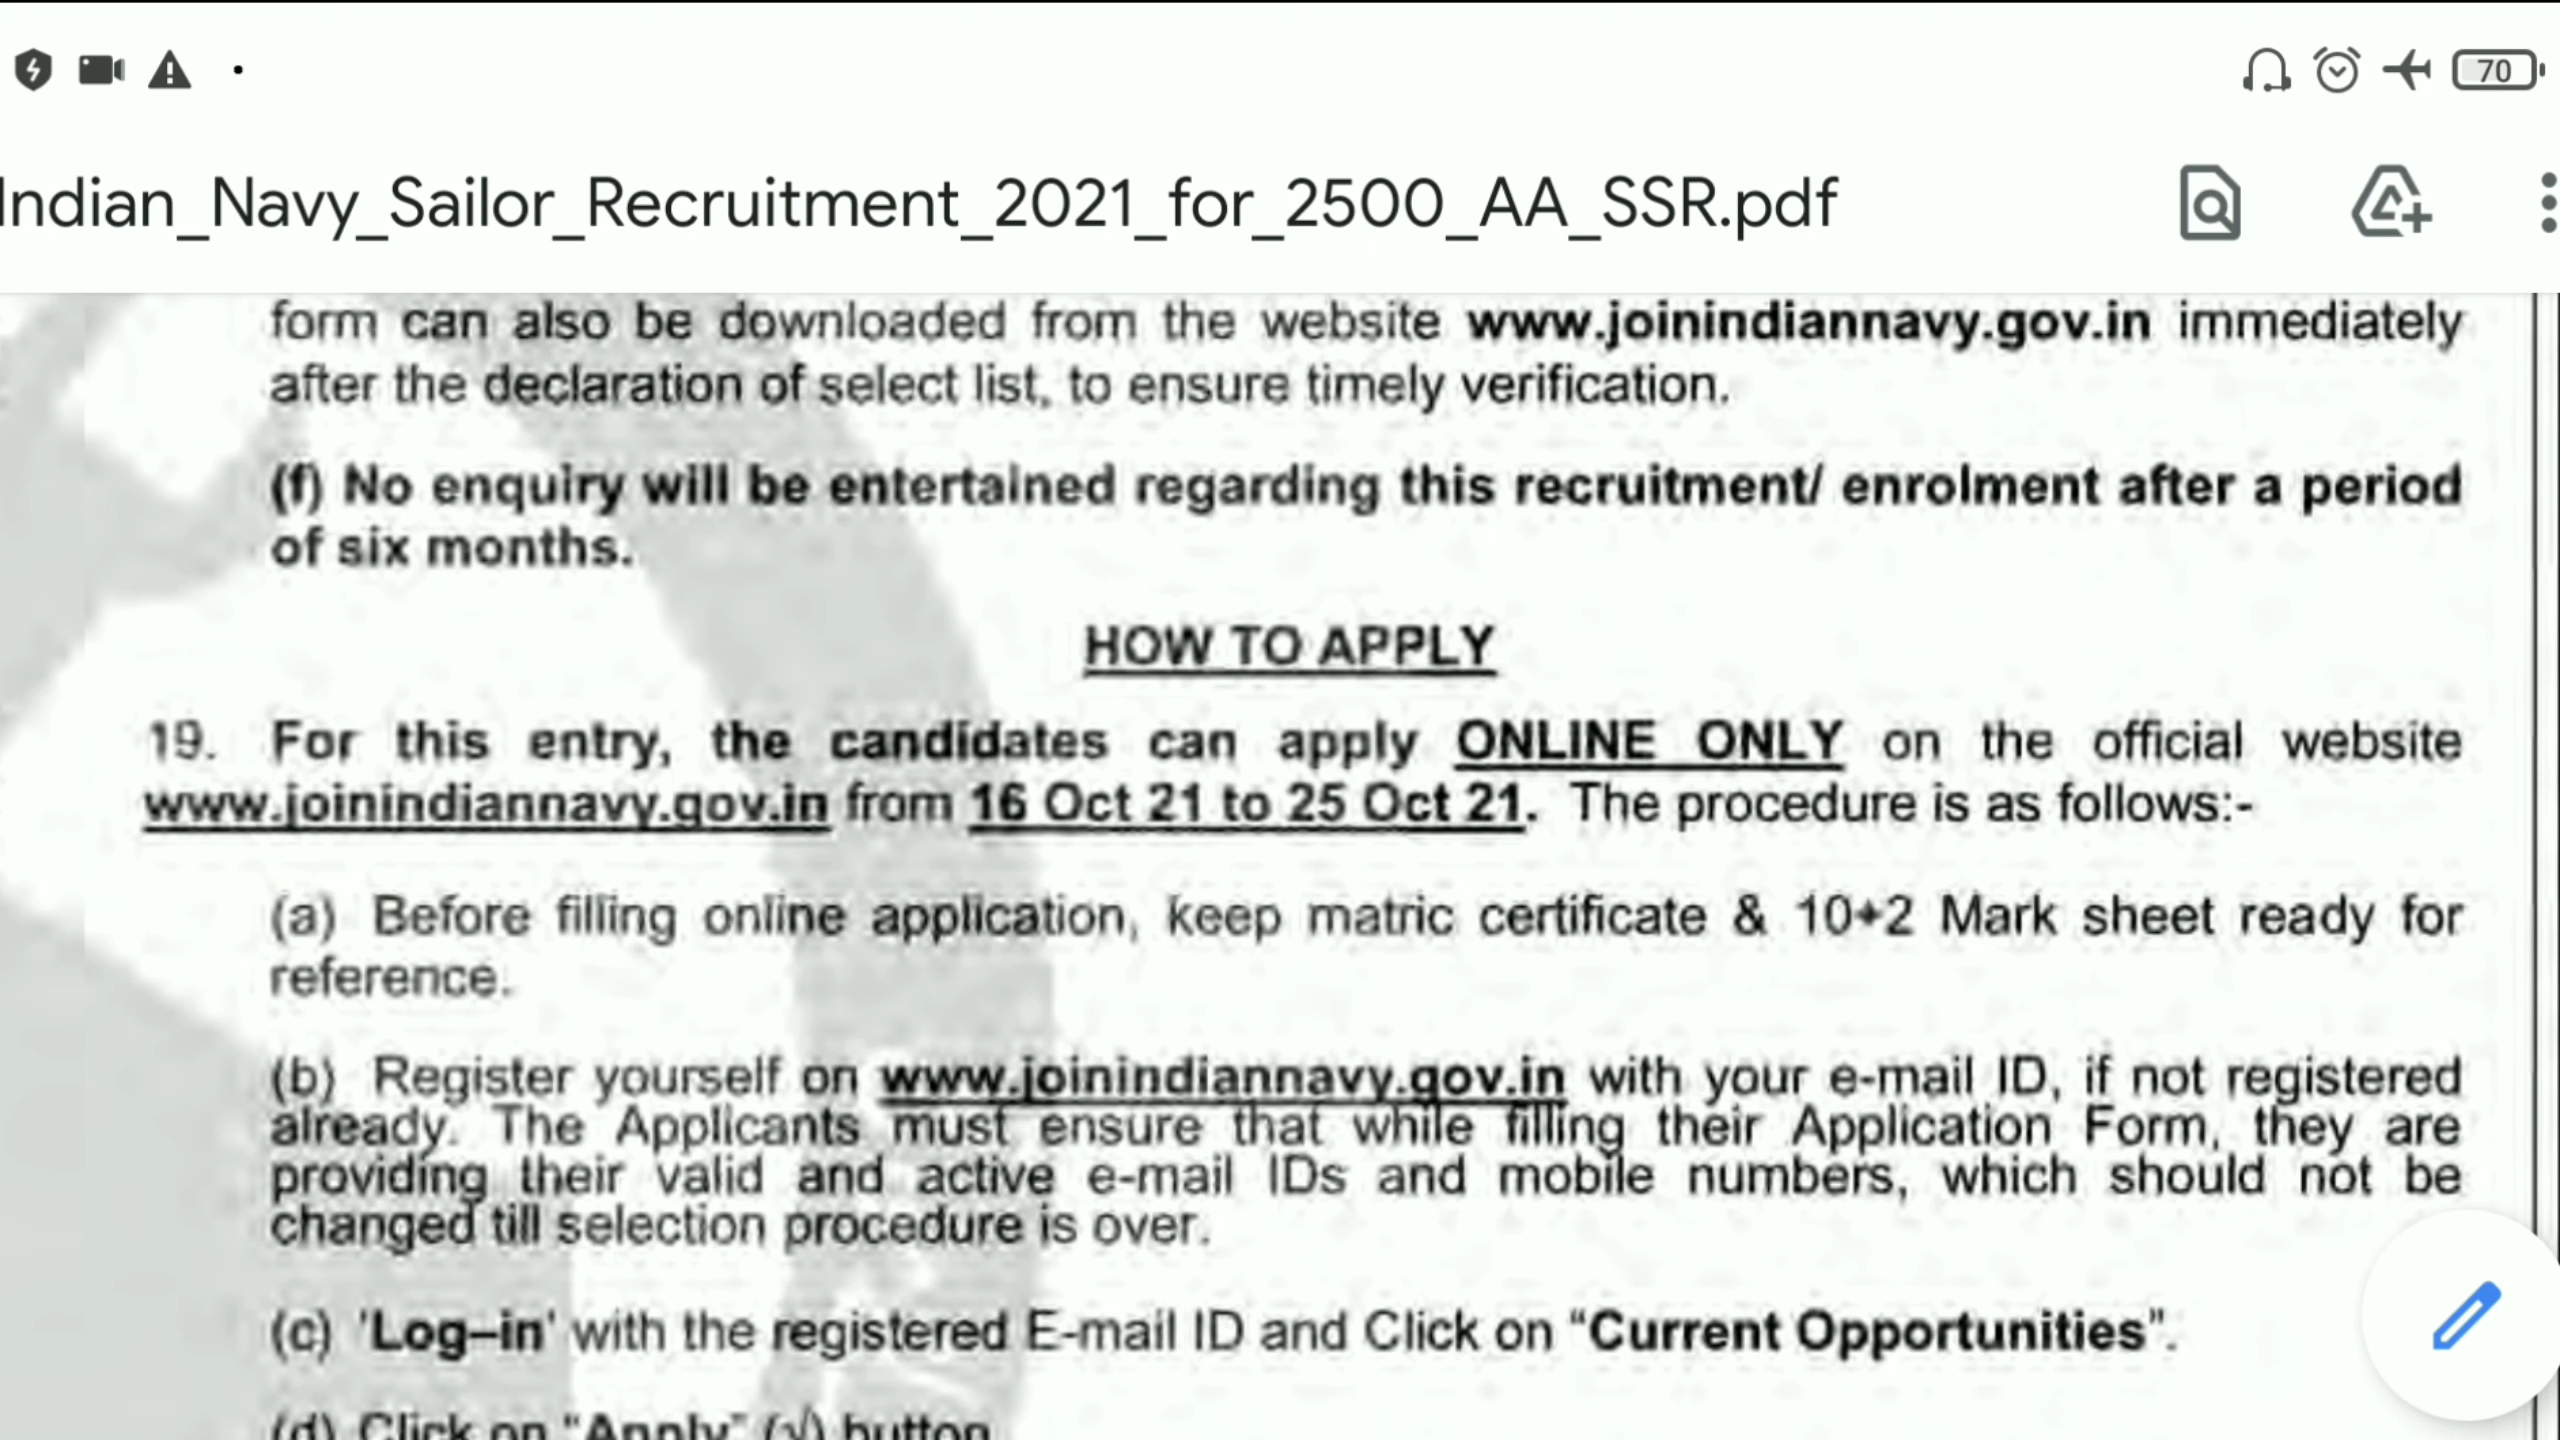 70
Indian_Navy_Sailor_Recruitment_2021_for_2500_AA_SSR.pdf
form can also be downloaded from the website www.joinindiannavy.gov.in immediately
after the declaration of select list, to ensure timely verification.
(f) No enquiry will be entertained regarding this recruitment/ enrolment after a period
of six months.
HOW TO APPLY
19. For this entry, the candidates can apply ONLINE ONLY on the official website
www.joinindiannavy.gov.in from 16 Oct 21 to 25 Oct 21. The procedure is as follows:-
(a) Before filling online application, keep matric certificate & 10+2 Mark sheet ready for
reference.
(b) Register yourself on www.joinindiannavy.gov.in with your e-mail ID, if not registered
already. The Applicants must ensure that while filling their Application Form, they are
providing their valid and active e-mail IDs and mobile numbers, which should not be
changed till selection procedure is over.
(c) 'Log–in' with the registered E-mail ID and Click on “Current Opportunities”.
(d) Click on “Apply” (√) button